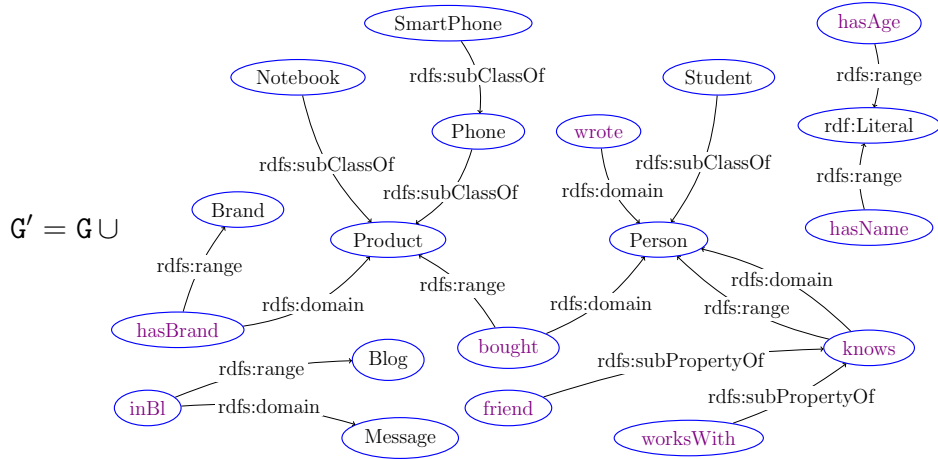 SmartPhone
hasAge
rdfs:subClassOf
rdfs:range
Notebook
Student
Phone
wrote
rdf:Literal
rdfs:subClassOf
rdfs:subClassOf
rdfs:domain
rdfs:subClassOf
rdfs:range
Brand
G′ = G ∪
Product
Person
hasName
rdfs:range
rdfs:domain
rdfs:range
rdfs:domain
rdfs:range
rdfs:domain
hasBrand
bought
knows
rdfs:range
Blog
rdfs:subPropertyOf
inBl
rdfs:domain
friend
rdfs:subPropertyOf
Message
worksWith